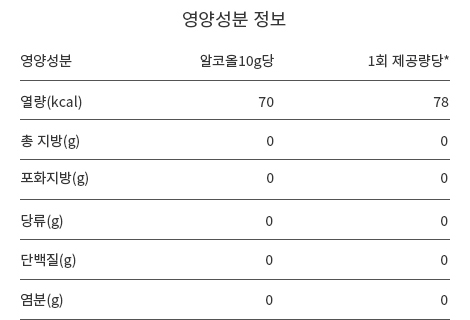 영양성분 정보
영양성분 알코올10g당 1회 제공량당*
열량(kcal) 70 78
총 지방(g) 0 0
포화지방(g) 0 0
당류(g) 0 0
단백질(g) 0 0
염분(g) 0 0